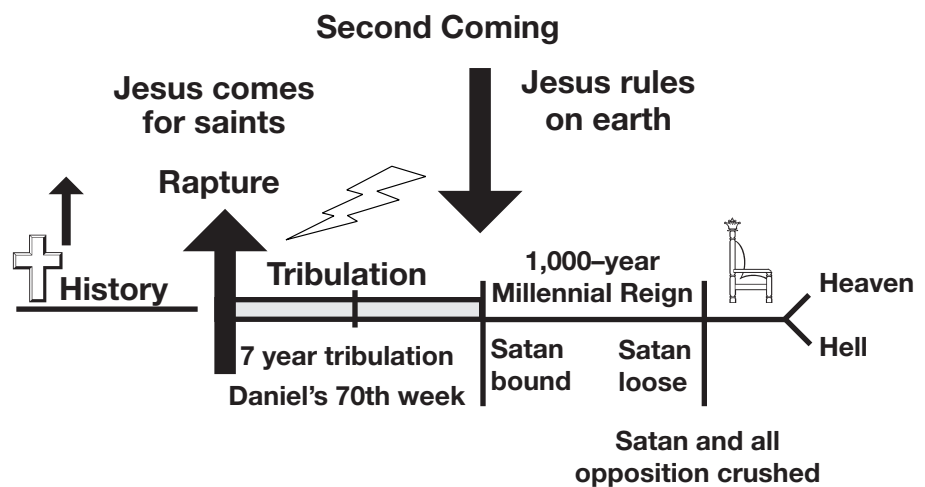 Second Coming
Jesus comes
for saints
Jesus rules
on earth
Rapture
History
Tribulation
1,000–year
Millennial Reign
Heaven
Hell
7 year tribulation
Daniel's 70th week
Satan
bound
Satan
loose
Satan and all
opposition crushed